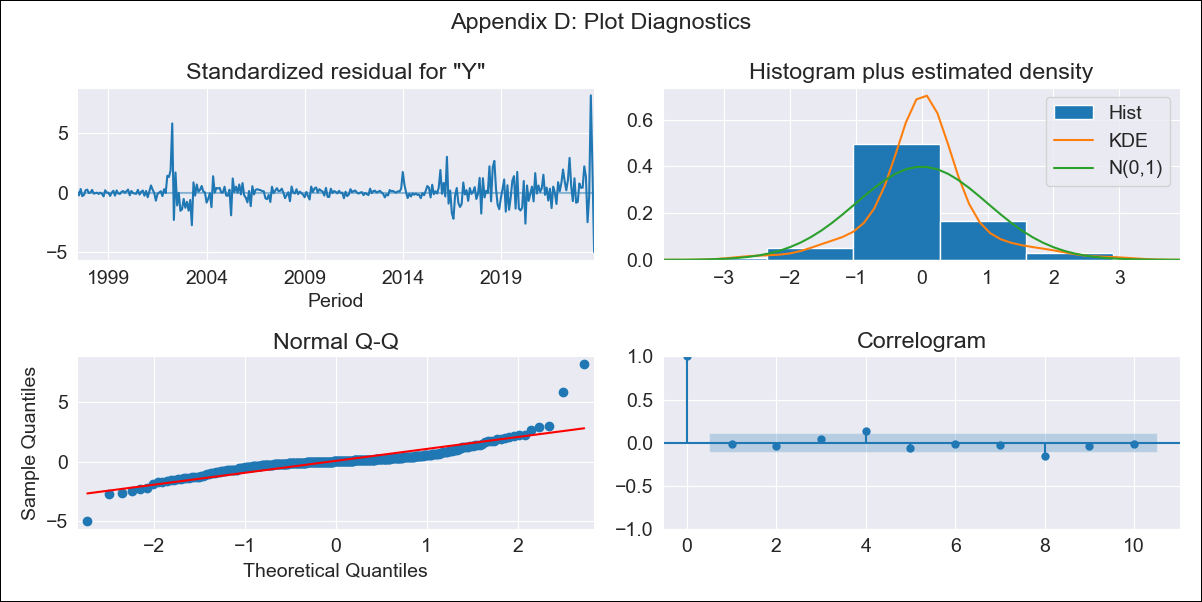 Appendix D: Plot Diagnostics
Standardized residual for "Y"
5
0
−5
1999 2004 2009 2014 2019
Period
Histogram plus estimated density
Hist
KDE
N(0,1)
0.6
0.4
0.2
0.0
−3 −2 −1 0 1 2 3
Normal Q-Q
Sample Quantiles
5
0
−5
−2 −1 0 1 2
Theoretical Quantiles
Correlogram
1.0
0.5
0.0
−0.5
−1.0
0 2 4 6 8 10